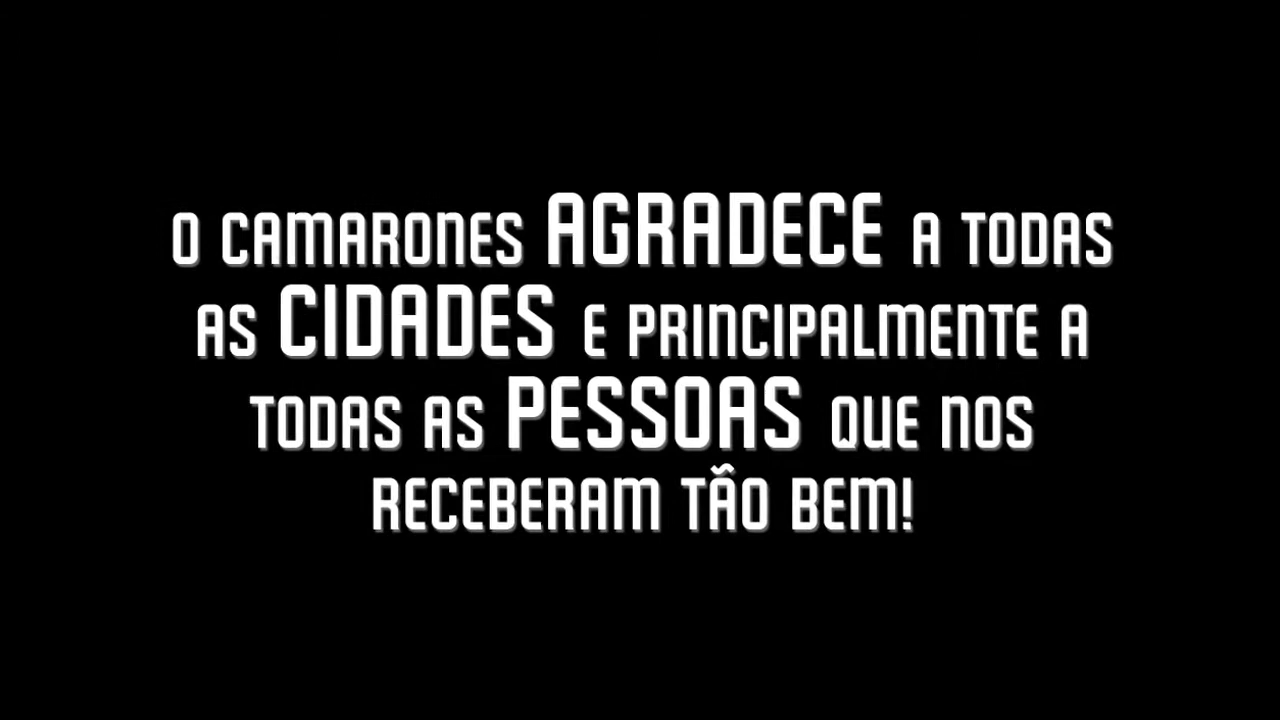 O CAMARONES AGRADECE A TODAS
AS CIDADES E PRINCIPALMENTE A
TODAS AS PESSOAS QUE NOS
RECEBERAM TÃO BEM!